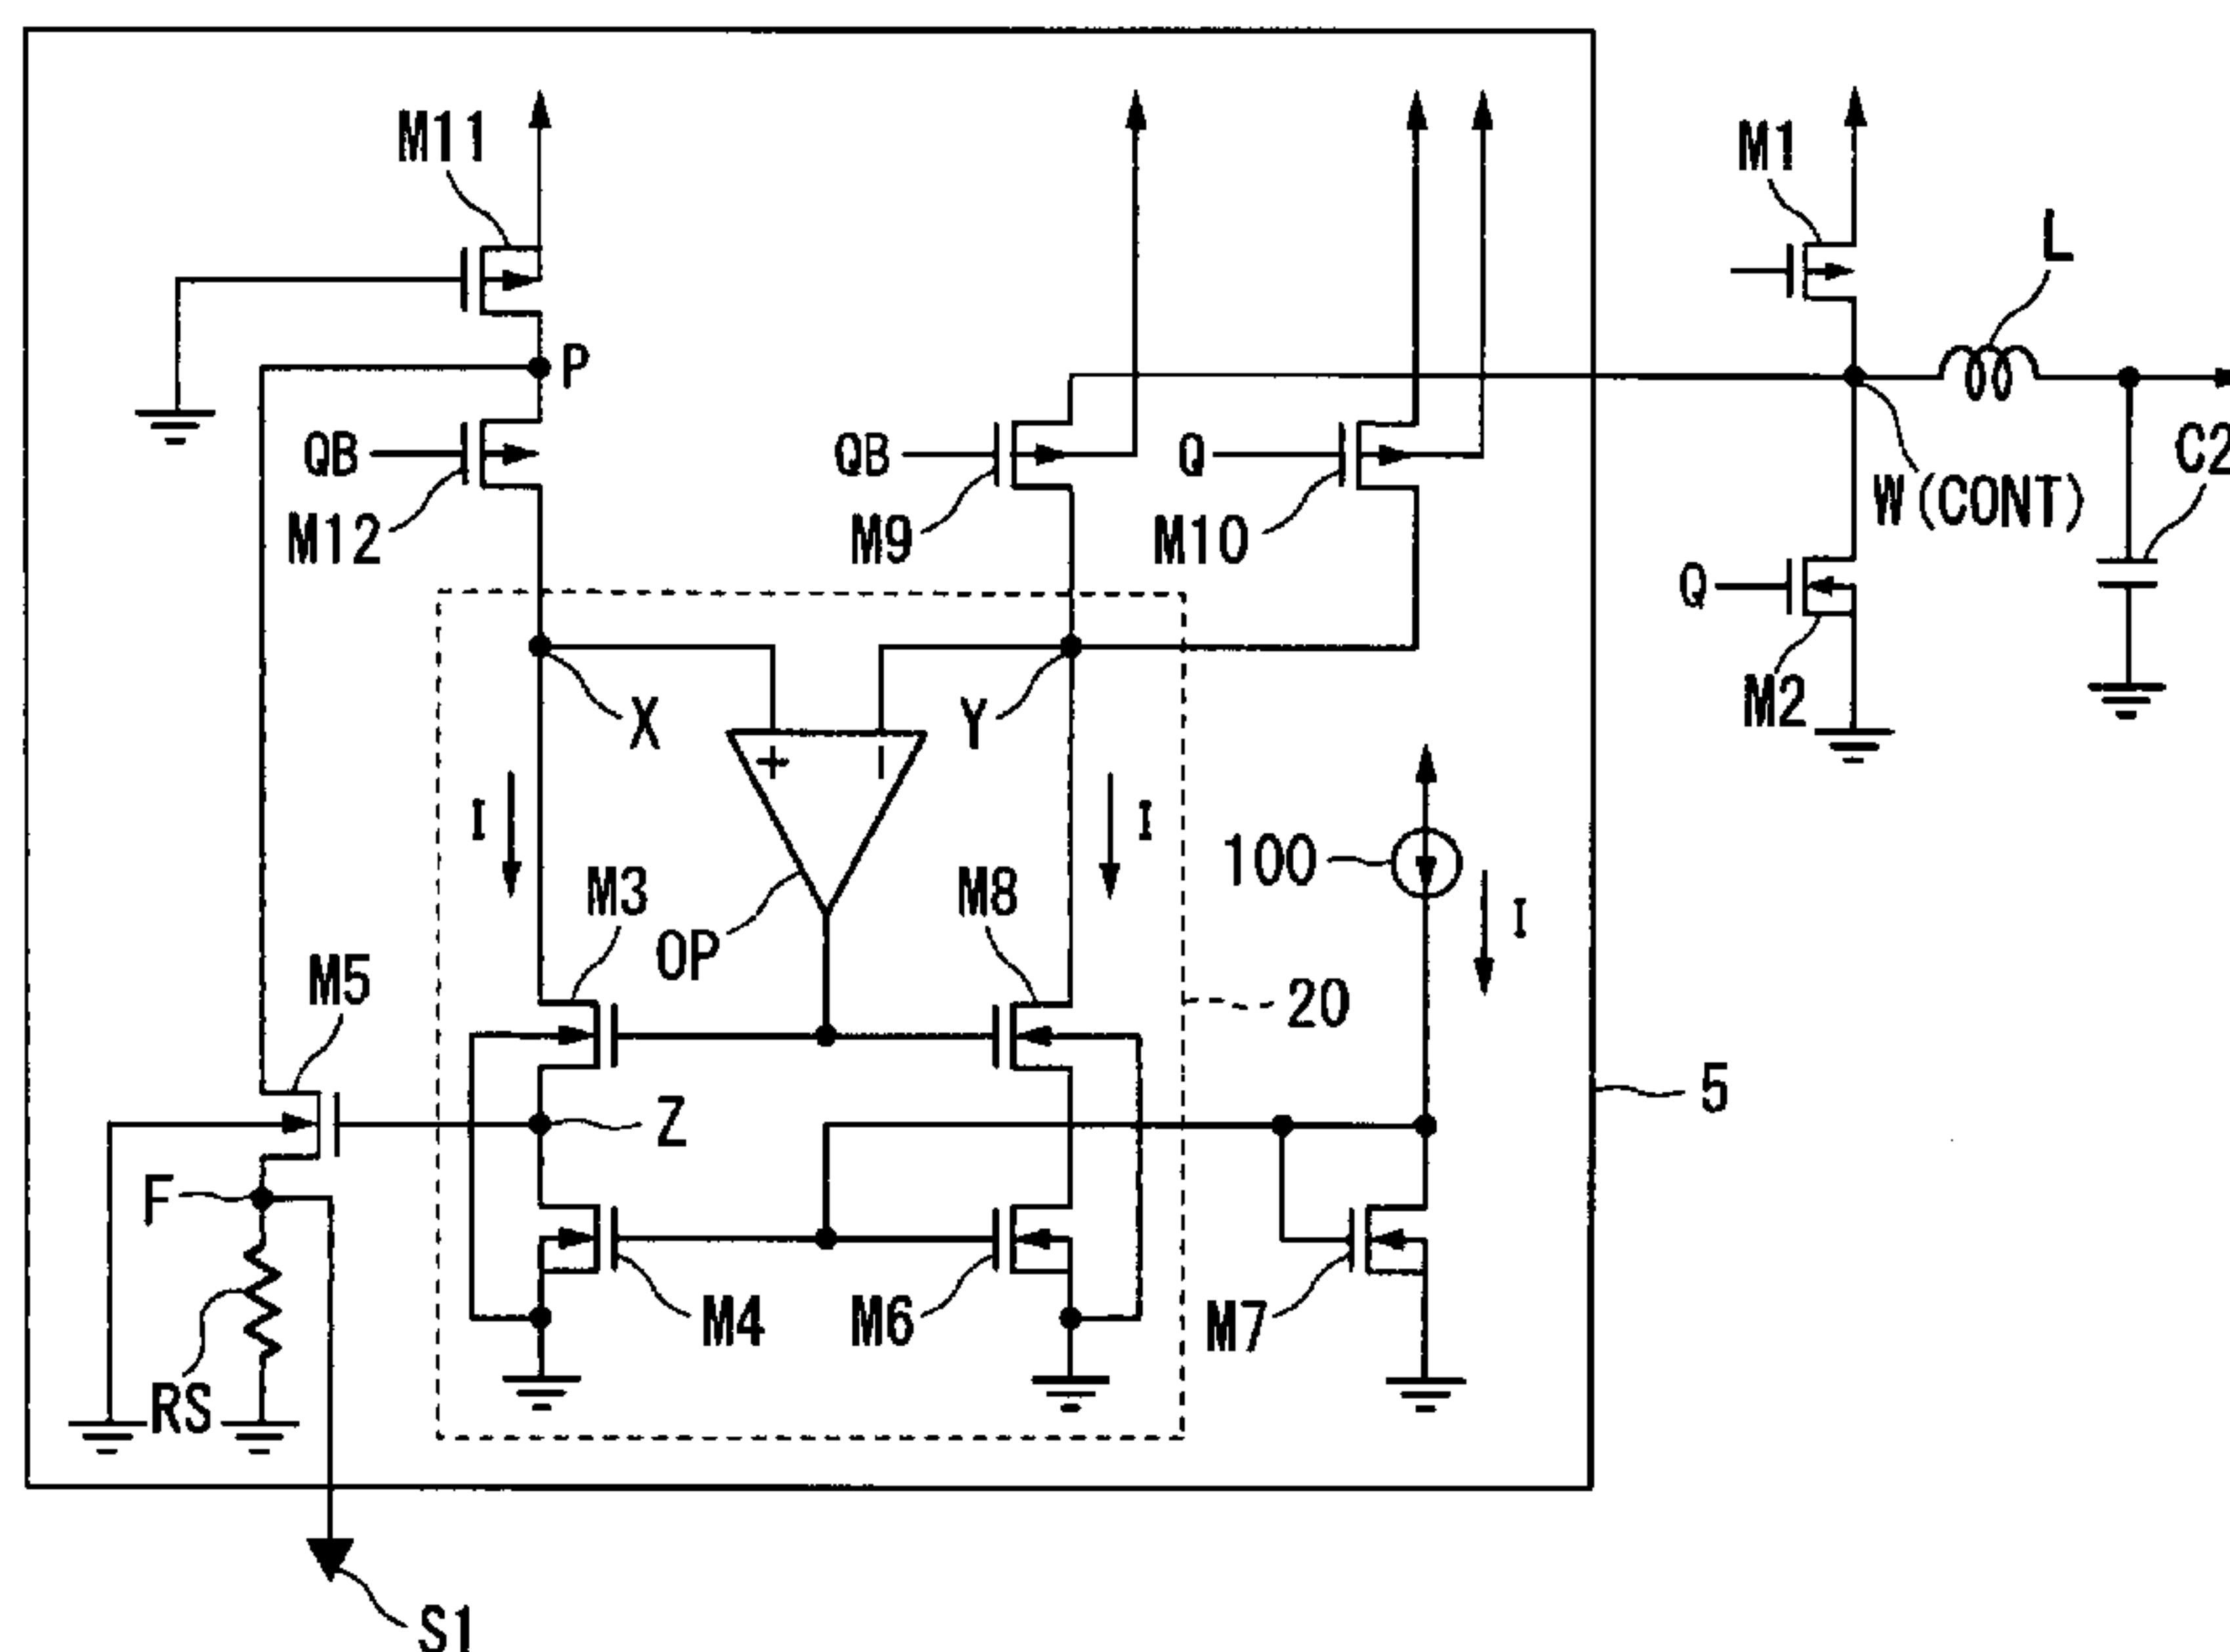 M11
M1
L
P
QB
QB
Q
C2
M12
M9
M10
W(CONT)
Q
M2
X
Y
+
−
I
I
100
I
M3
OP
M8
20
M5
5
Z
F
M4
M6
M7
RS
S1